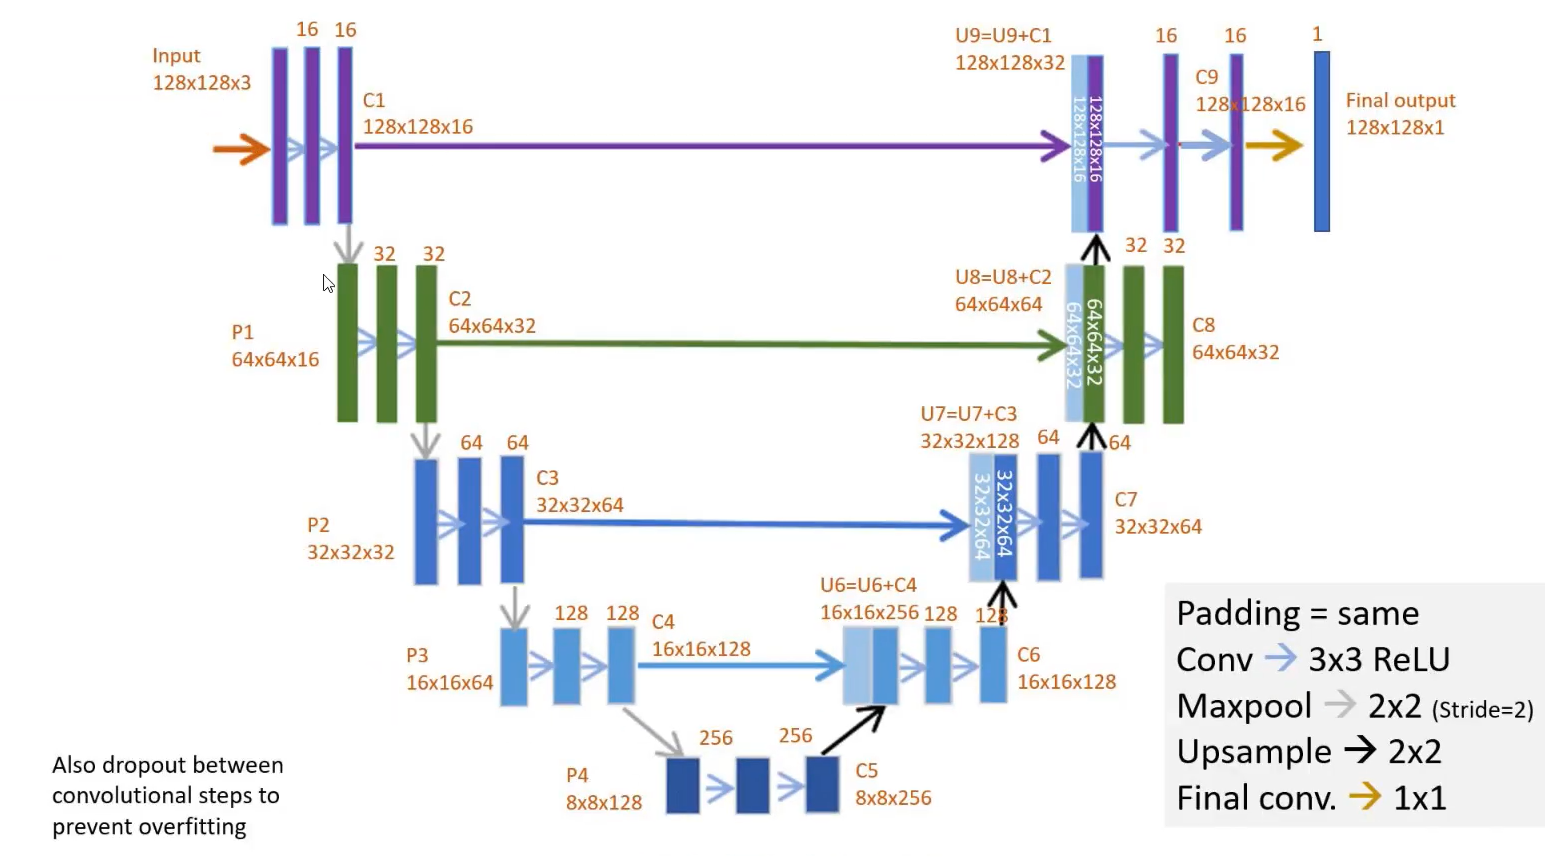 16 16
Input
128x128x3
C1
128x128x16
U9=U9+C1
128x128x32
128x128x16
128x128x16
16
16
C9
128x128x16
1
Final output
128x128x1
32
32
P1
64x64x16
C2
64x64x32
U8=U8+C2
64x64x64
64x64x32
64x64x32
32 32
C8
64x64x32
64 64
P2
32x32x32
C3
32x32x64
U7=U7+C3
32x32x128
32x32x64
32x32x64
64
64
C7
32x32x64
128 128
P3
16x16x64
C4
16x16x128
U6=U6+C4
16x16x256
128
128
C6
16x16x128
256
256
P4
8x8x128
C5
8x8x256
Also dropout between
convolutional steps to
prevent overfitting
Padding = same
Conv → 3x3 ReLU
Maxpool → 2x2 (Stride=2)
Upsample → 2x2
Final conv. → 1x1